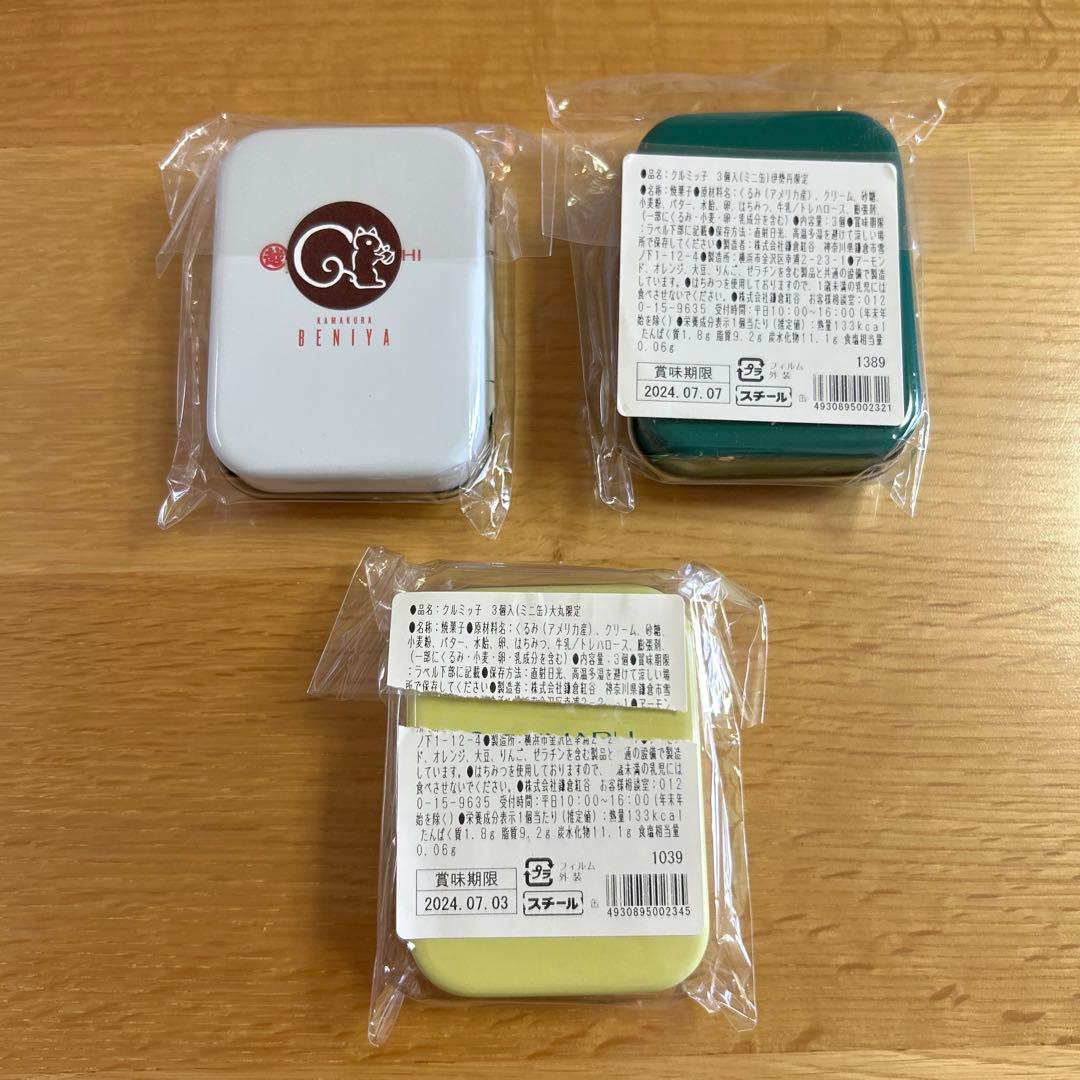 越
HI
KAMAKURA
BENIYA
●品名:クルミッ子 3個入(ミニ缶)伊勢丹限定
●名称:焼菓子●原材料名:くるみ(アメリカ産)、クリーム、砂糖、
小麦粉、バター、水飴、卵、はちみつ、牛乳/トレハロース、膨張剤、
(一部にくるみ・小麦・卵・乳成分を含む)●内容量:3個●賞味期限
:ラベル下部に記載●保存方法:直射日光、高温多湿を避けて涼しい場
所で保存してください●製造者:株式会社鎌倉紅谷 神奈川県鎌倉市雪
ノ下1-12-4●製造所:横浜市金沢区幸浦2-23-1●アーモン
ド、オレンジ、大豆、りんご、ゼラチンを含む製品と共通の設備で製造
しています。●はちみつを使用しておりますので、1歳未満の乳児には
食べさせないでください。●株式会社鎌倉紅谷 お客様相談室:012
0-15-9635 受付時間:平日10:00~16:00(年末年
始を除く)●栄養成分表示1個当たり(推定値):熱量133kcal
たんぱく質1.8g 脂質9.2g 炭水化物11.1g 食塩相当量
0.06g
賞味期限
2024.07.07
プラ
フィルム
外装
スチール
缶
1389
4930895002321
●品名:クルミッ子 3個入(ミニ缶)大丸限定
●名称:焼菓子●原材料名:くるみ(アメリカ産)、クリーム、砂糖、
小麦粉、バター、水飴、卵、はちみつ、牛乳/トレハロース、膨張剤、
(一部にくるみ・小麦・卵・乳成分を含む)●内容量:3個●賞味期限
:ラベル下部に記載●保存方法:直射日光、高温多湿を避けて涼しい場
所で保存してください●製造者:株式会社鎌倉紅谷 神奈川県鎌倉市雪
ノ下1-12-4●製造所:横浜市金沢区幸浦2-2
ド、オレンジ、大豆、りんご、ゼラチンを含む製品と 通の設備で製造
しています。●はちみつを使用しておりますので、 歳未満の乳児には
食べさせないでください。●株式会社鎌倉紅谷 お客様相談室:012
0-15-9635 受付時間:平日10:00~16:00(年末年
始を除く)●栄養成分表示1個当たり(推定値):熱量133kcal
たんぱく質1.8g 脂質9.2g 炭水化物11.1g 食塩相当量
0.06g
賞味期限
2024.07.03
プラ
フィルム
外装
スチール
缶
1039
4930895002345